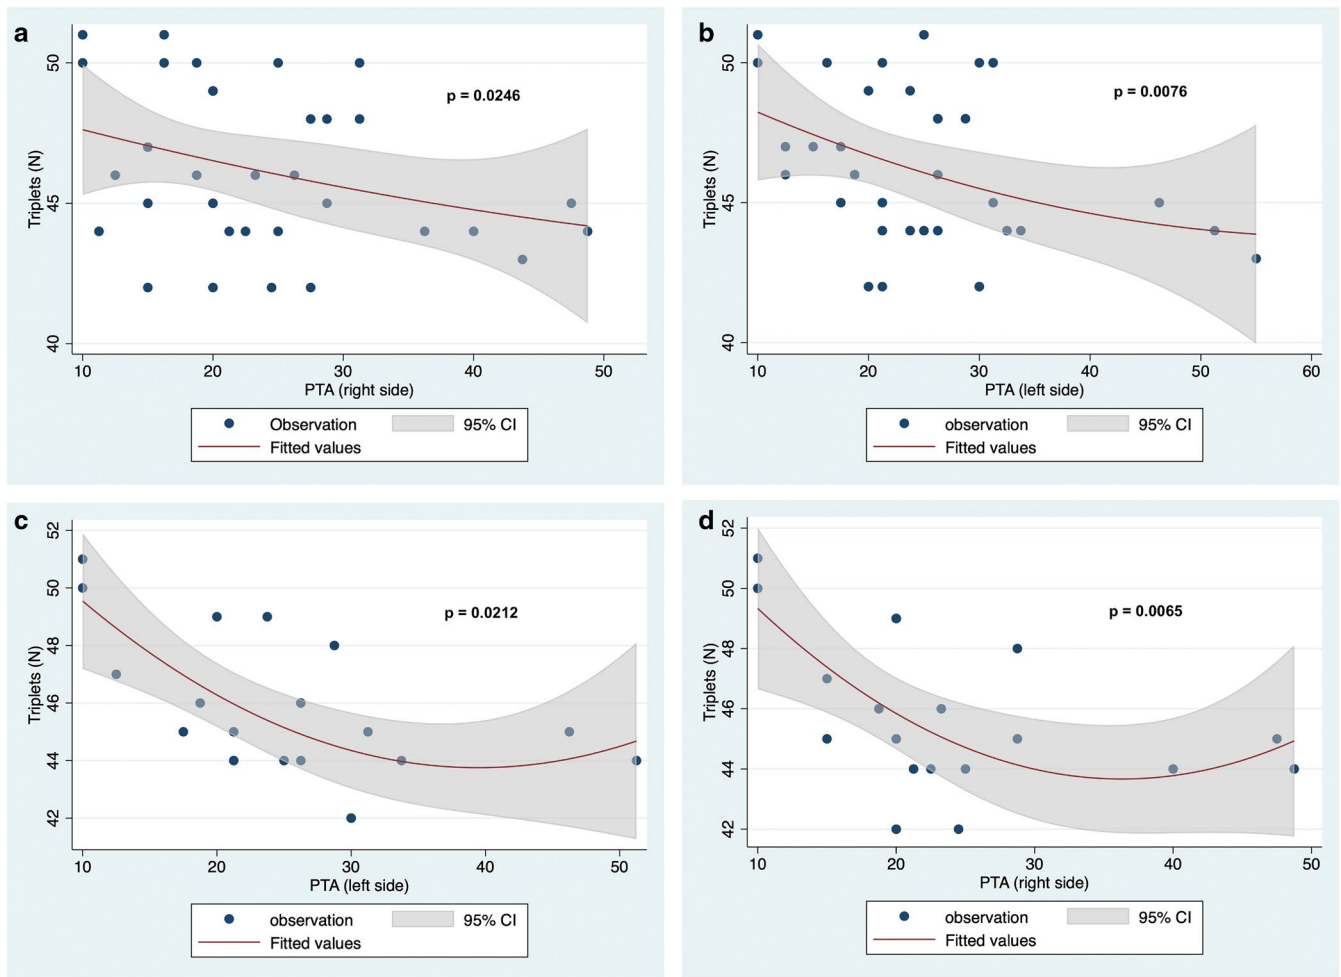 a
50
45
40
Triplets (N)
p = 0.0246
10 20 30 40 50
PTA (right side)
Observation 95% CI
Fitted values
b
50
45
40
Triplets (N)
p = 0.0076
10 20 30 40 50 60
PTA (left side)
observation 95% CI
Fitted values
c
52
50
48
46
44
42
Triplets (N)
p = 0.0212
10 20 30 40 50
PTA (left side)
observation 95% CI
Fitted values
d
52
50
48
46
44
42
Triplets (N)
p = 0.0065
10 20 30 40 50
PTA (right side)
observation 95% CI
Fitted values